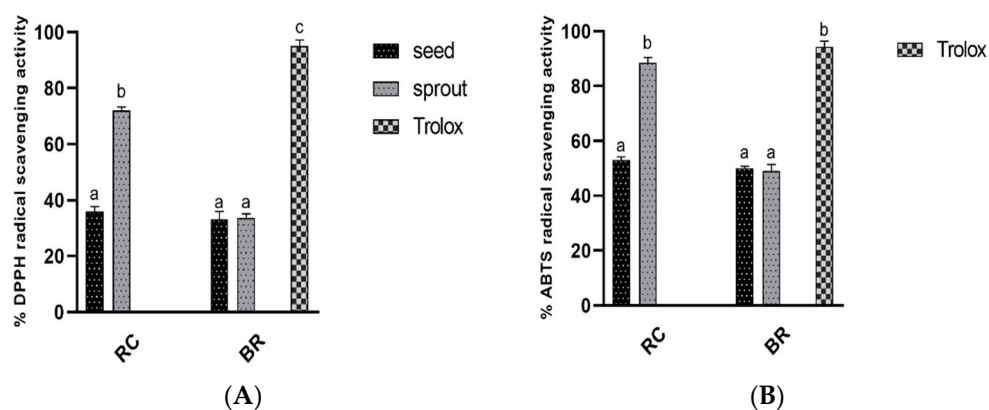 % DPPH radical scavenging activity
100
80
60
40
20
0
a
b
a
a
c
RC
BR
seed
sprout
Trolox
(A)
% ABTS radical scavenging activity
100
80
60
40
20
0
a
b
a
a
b
RC
BR
Trolox
(B)